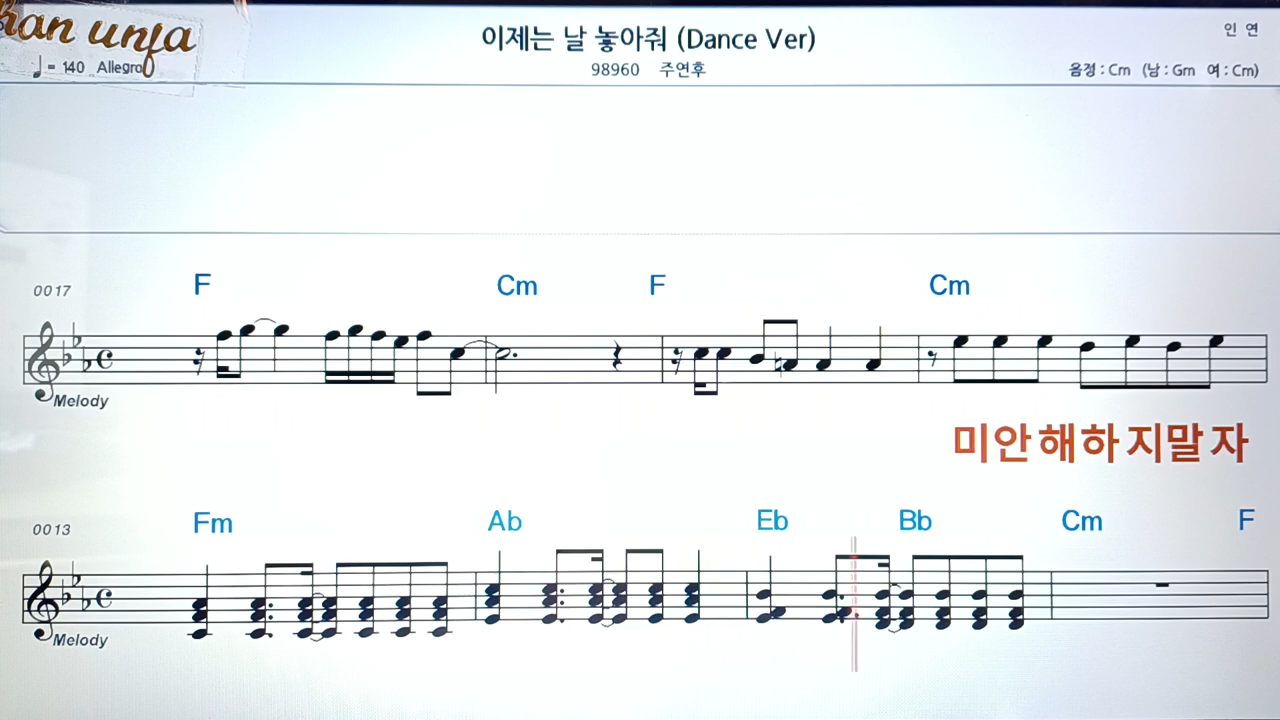 han unfa
이제는 날 놓아줘 (Dance Ver)
인 연
♩= 140 Allegro
98960 주연후
음정 : Cm (남 : Gm 여 : Cm)
0017
F Cm F Cm
Melody
미안해하지말자
0013
Fm Ab Eb Bb Cm F
Melody